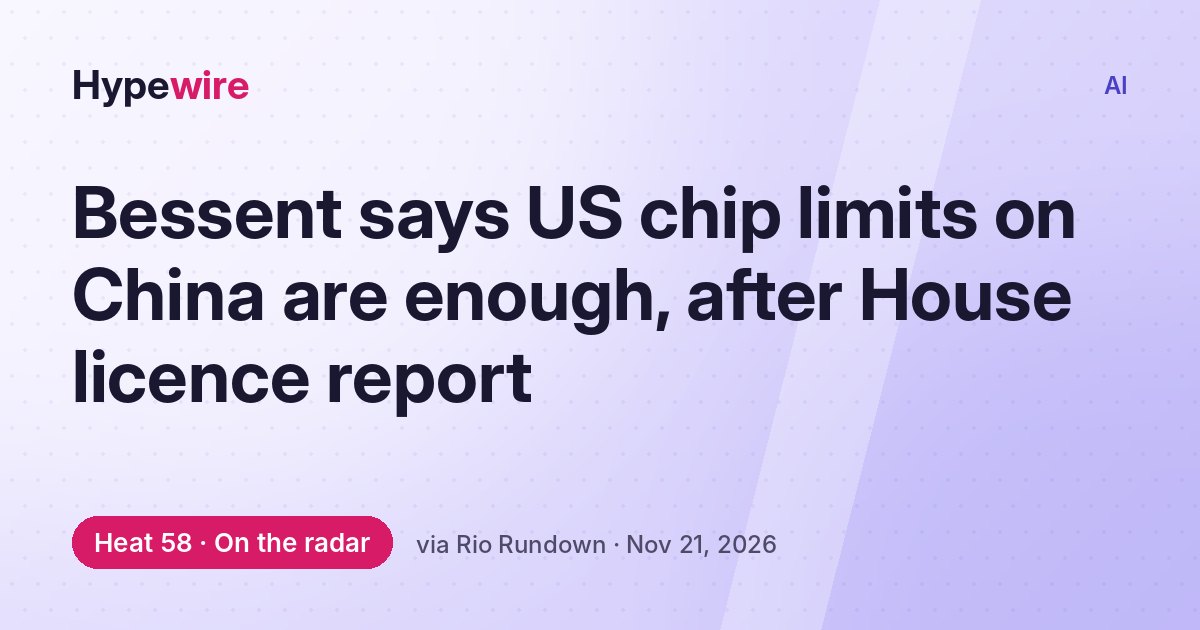 Hypewire
AI
Bessent says US chip limits on
China are enough, after House
licence report
Heat 58 · On the radar
via Rio Rundown · Nov 21, 2026